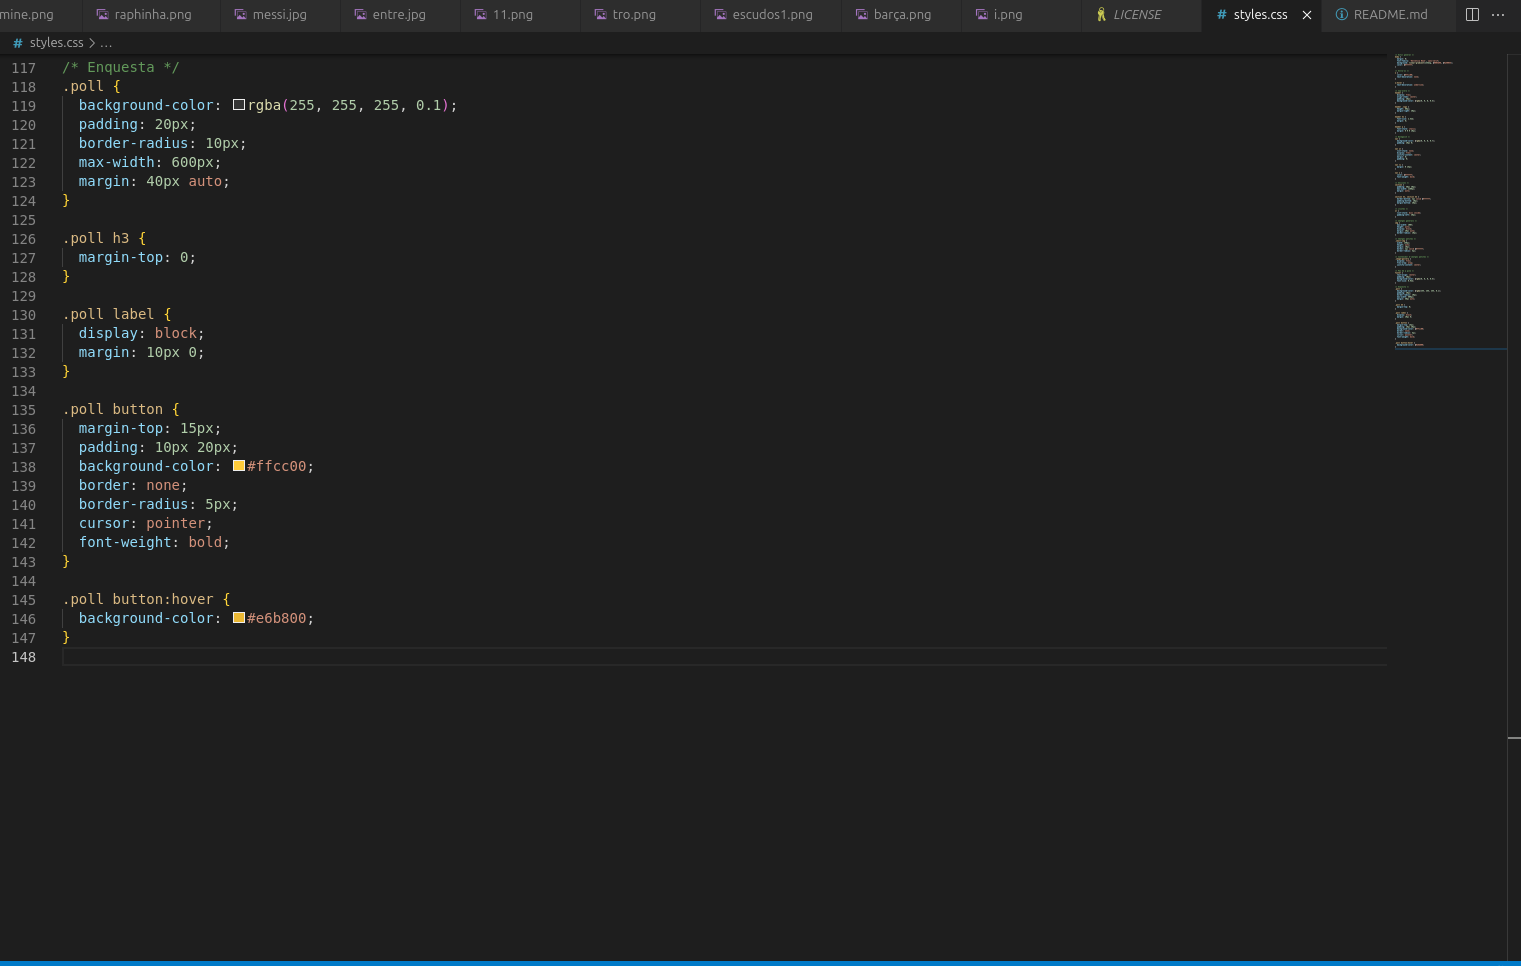 mine.png raphinha.png messi.jpg entre.jpg 11.png tro.png escudos1.png barça.png i.png LICENSE # styles.css × README.md ...
# styles.css > ...
117 /* Enquesta */
118 .poll {
119 background-color: rgba(255, 255, 255, 0.1);
120 padding: 20px;
121 border-radius: 10px;
122 max-width: 600px;
123 margin: 40px auto;
124 }
125
126 .poll h3 {
127 margin-top: 0;
128 }
129
130 .poll label {
131 display: block;
132 margin: 10px 0;
133 }
134
135 .poll button {
136 margin-top: 15px;
137 padding: 10px 20px;
138 background-color: #ffcc00;
139 border: none;
140 border-radius: 5px;
141 cursor: pointer;
142 font-weight: bold;
143 }
144
145 .poll button:hover {
146 background-color: #e6b800;
147 }
148